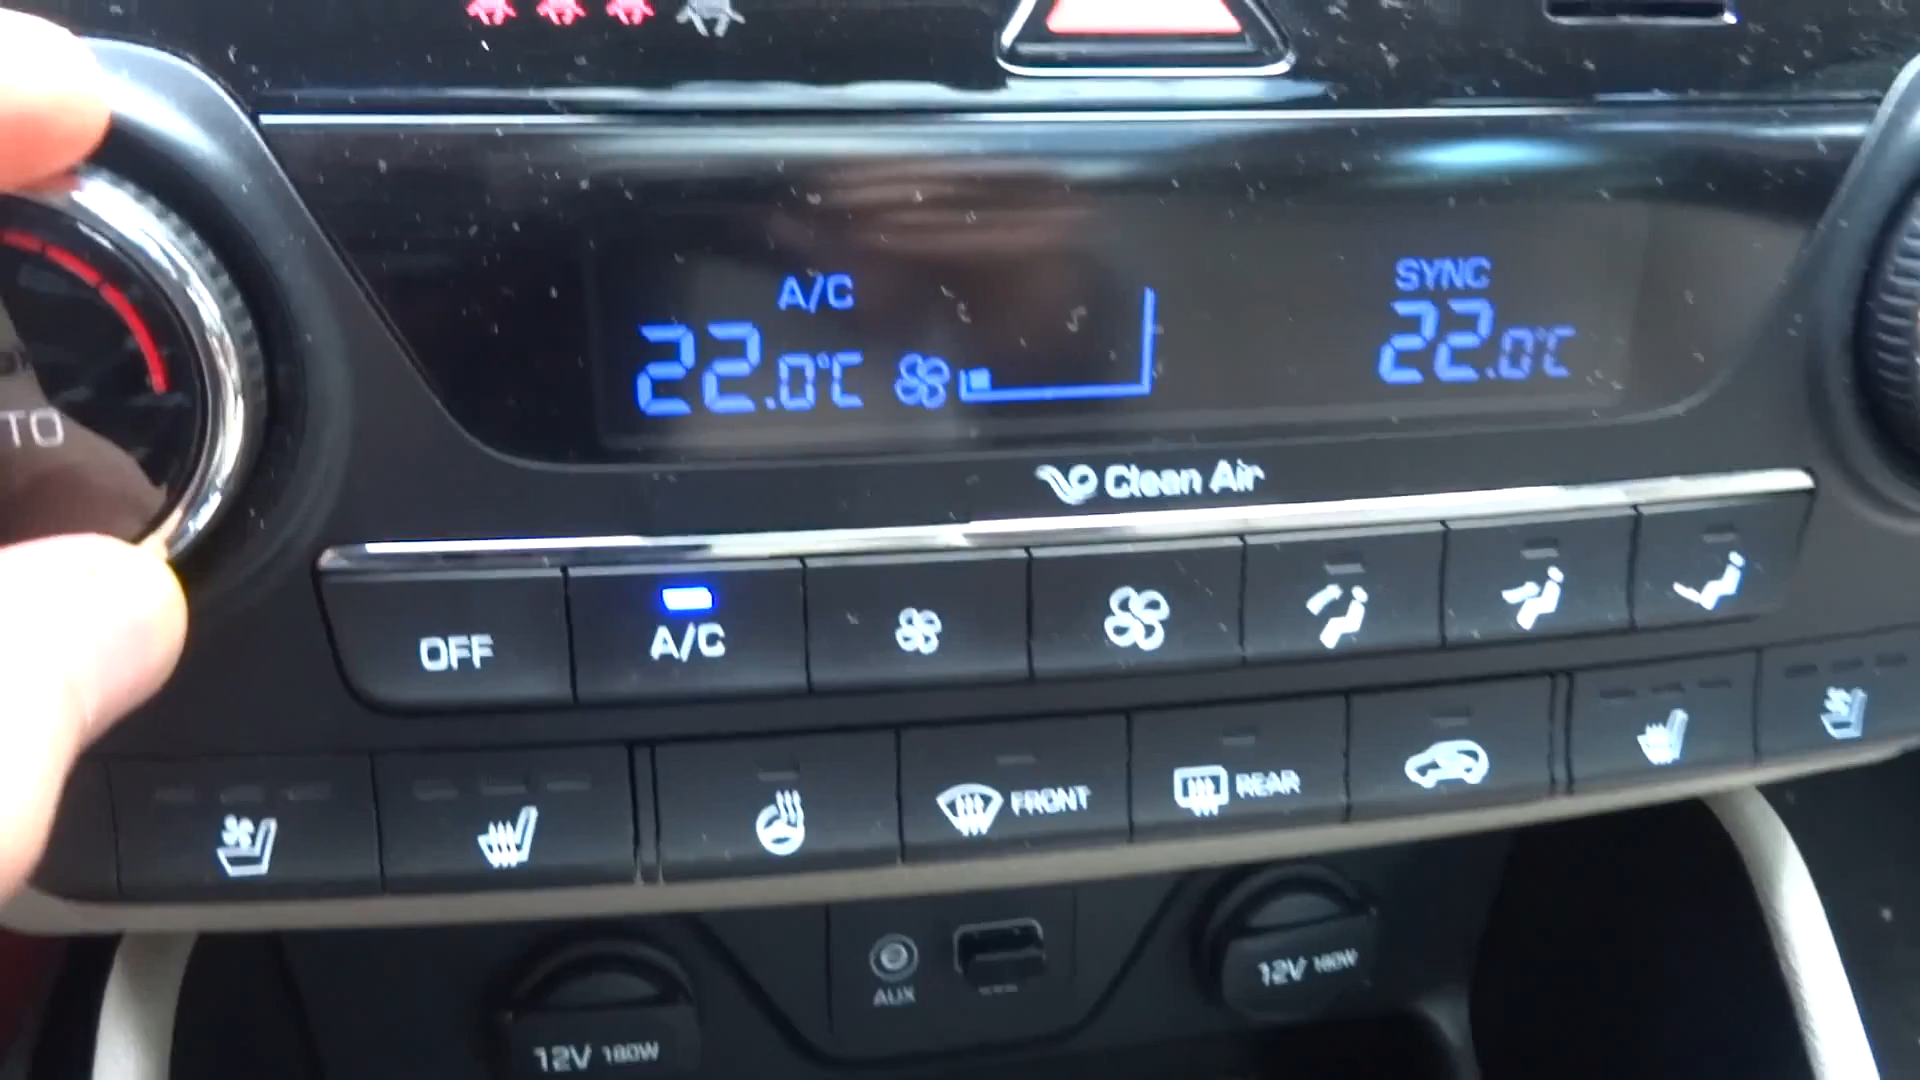 A/C
SYNC
22.0°C
22.0°C
Clean Air
TO
OFF
A/C
FRONT
REAR
AUX
12V 180W
12V 180W